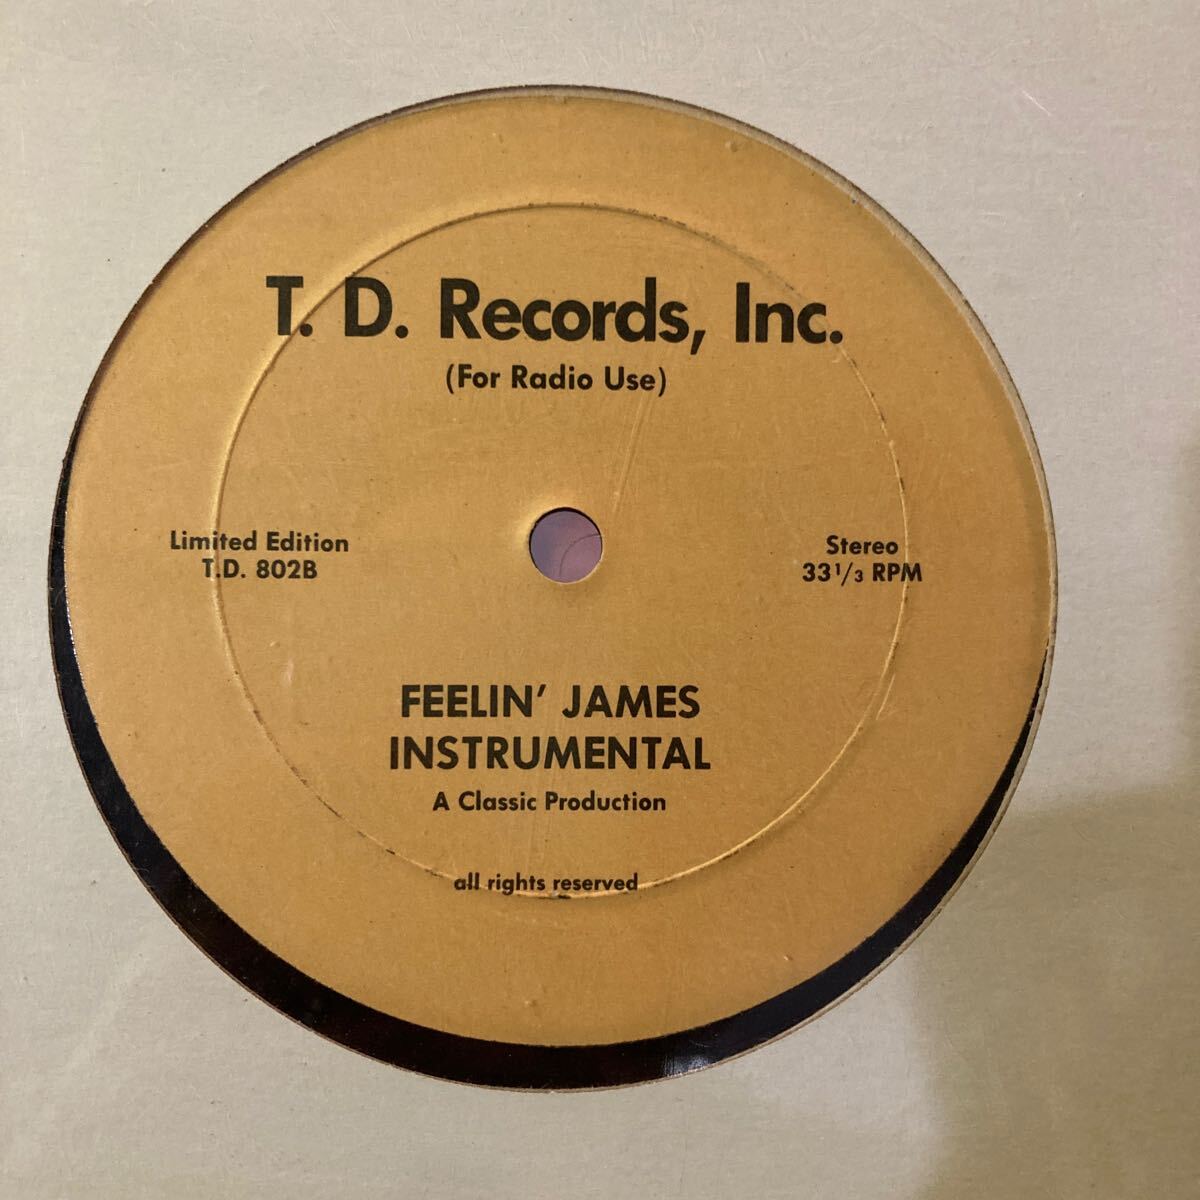 T. D. Records, Inc.
(For Radio Use)
Limited Edition
T.D. 802B
Stereo
33 1/3 RPM
FEELIN' JAMES
INSTRUMENTAL
A Classic Production
all rights reserved